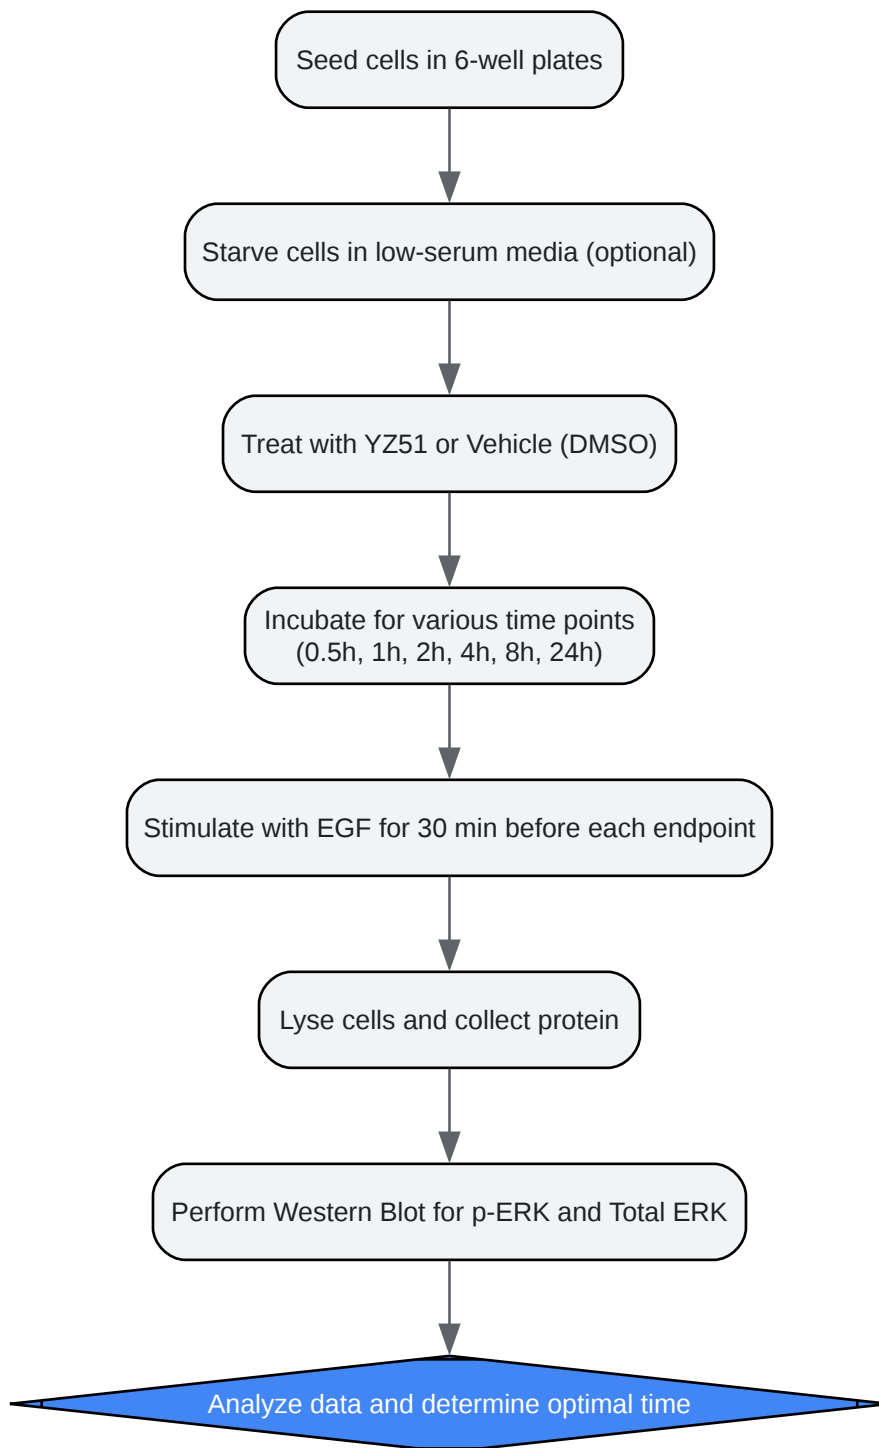 Seed cells in 6-well plates
Starve cells in low-serum media (optional)
Treat with YZ51 or Vehicle (DMSO)
Incubate for various time points
(0.5h, 1h, 2h, 4h, 8h, 24h)
Stimulate with EGF for 30 min before each endpoint
Lyse cells and collect protein
Perform Western Blot for p-ERK and Total ERK
Analyze data and determine optimal time